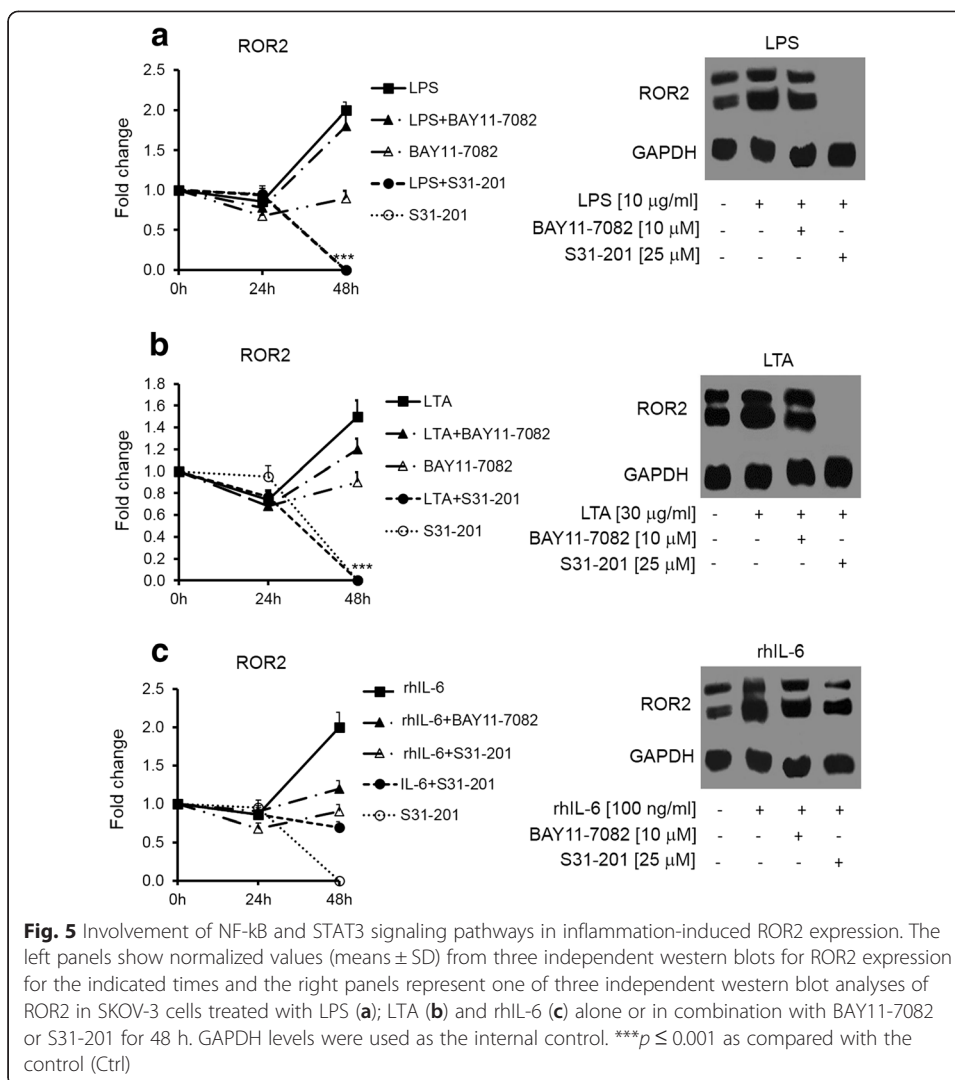 a
ROR2
2.5
2.0
1.5
1.0
0.5
0.0
Fold change
0h
24h
48h
***
LPS
LPS+BAY11-7082
BAY11-7082
LPS+S31-201
S31-201
LPS
ROR2
GAPDH
LPS [10 µg/ml] - + + +
BAY11-7082 [10 µM] - - + -
S31-201 [25 µM] - - - +
b
ROR2
1.8
1.6
1.4
1.2
1.0
0.8
0.6
0.4
0.2
0.0
Fold change
0h
24h
48h
***
LTA
LTA+BAY11-7082
BAY11-7082
LTA+S31-201
S31-201
LTA
ROR2
GAPDH
LTA [30 µg/ml] - + + +
BAY11-7082 [10 µM] - - + -
S31-201 [25 µM] - - - +
c
ROR2
2.5
2.0
1.5
1.0
0.5
0.0
Fold change
0h
24h
48h
rhIL-6
rhIL-6+BAY11-7082
rhIL-6+S31-201
IL-6+S31-201
S31-201
rhIL-6
ROR2
GAPDH
rhIL-6 [100 ng/ml] - + + +
BAY11-7082 [10 µM] - - + -
S31-201 [25 µM] - - - +
Fig. 5 Involvement of NF-kB and STAT3 signaling pathways in inflammation-induced ROR2 expression. The
left panels show normalized values (means ± SD) from three independent western blots for ROR2 expression
for the indicated times and the right panels represent one of three independent western blot analyses of
ROR2 in SKOV-3 cells treated with LPS (a); LTA (b) and rhIL-6 (c) alone or in combination with BAY11-7082
or S31-201 for 48 h. GAPDH levels were used as the internal control. ***p ≤ 0.001 as compared with the
control (Ctrl)